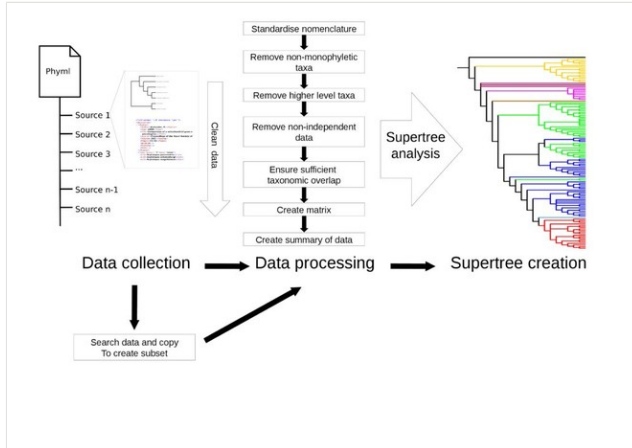 Phyml
Source 1
Source 2
Source 3
...
Source n-1
Source n
Clean data
Standardise nomenclature
Remove non-monophyletic
taxa
Remove higher level taxa
Remove non-independent
data
Ensure sufficient
taxonomic overlap
Create matrix
Create summary of data
Supertree
analysis
Data collection
Data processing
Supertree creation
Search data and copy
To create subset